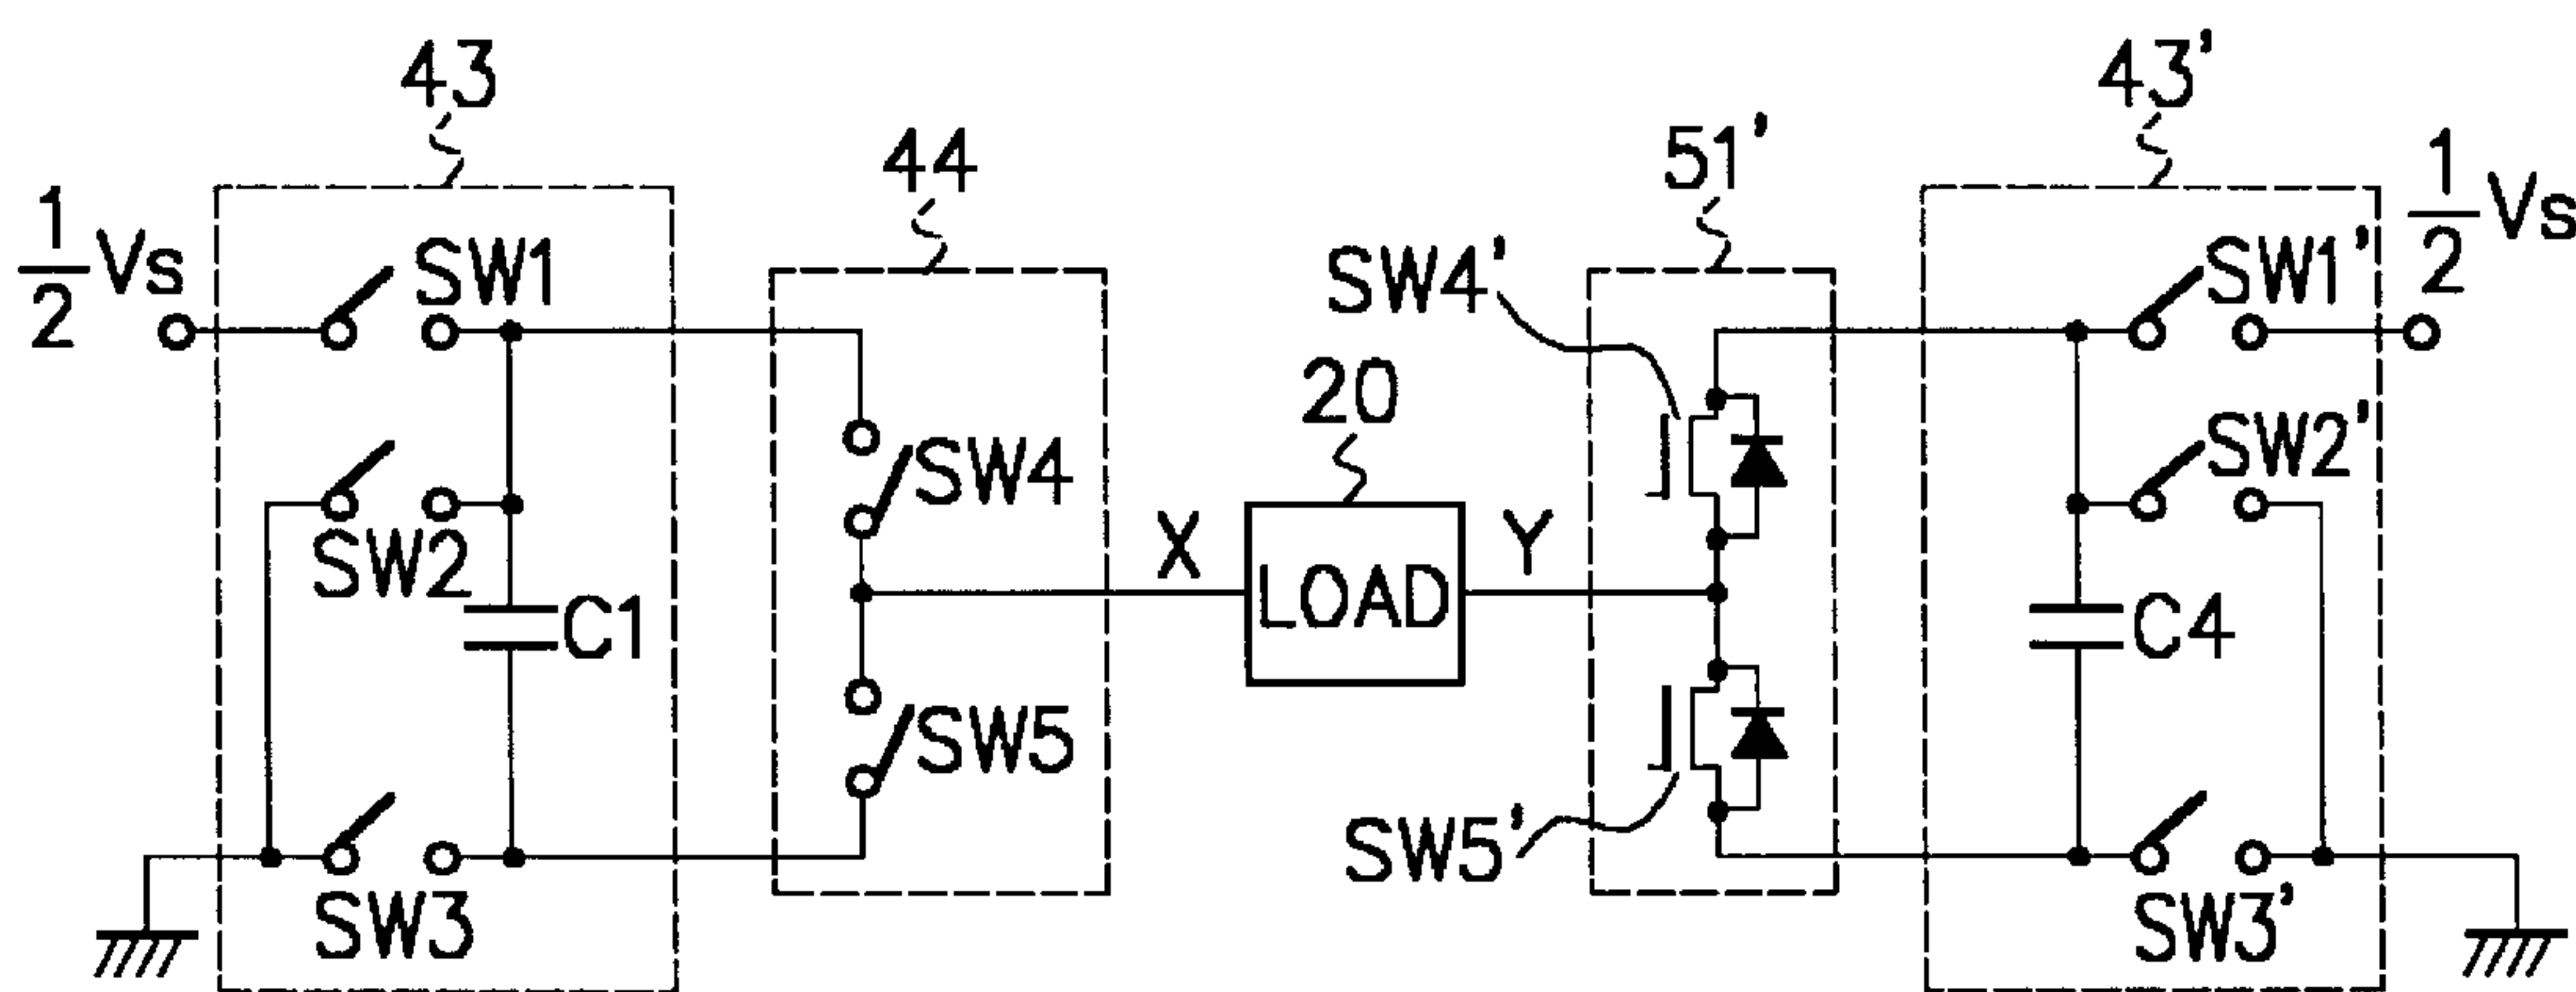 43
43'
44
51'
1/2 Vs
SW1
SW4'
SW1'
1/2 Vs
20
SW2
SW4
SW2'
X
LOAD
Y
C1
C4
SW5
SW5'
SW3
SW3'